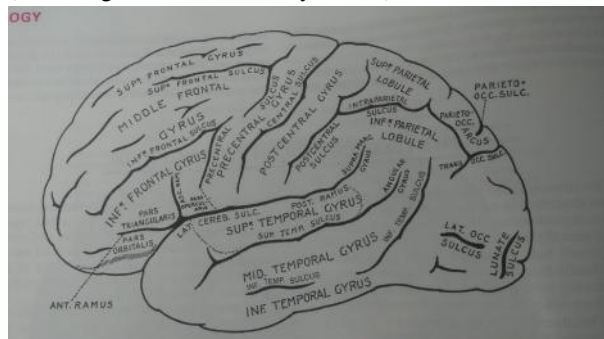 OGY
SUPR FRONTAL GYRUS
SUPR FRONTAL SULCUS
MIDDLE FRONTAL
GYRUS
INFR FRONTAL SULCUS
INFR FRONTAL GYRUS
PRECENTRAL SULCUS
PRECENTRAL GYRUS
CENTRAL SULCUS
POSTCENTRAL GYRUS
POSTCENTRAL
SULCUS
SUPR PARIETAL
LOBULE
INTRAPARIETAL
SULCUS
INFR PARIETAL
LOBULE
PARIETO-
OCC. SULC.
PARIETO-
OCC.
ARCUS
TRANS. OCC. SULC.
SUPRA MARG.
GYRUS
ANGULAR
GYRUS
PARS
TRIANGULARIS
PARS
ORBITALIS
ANT. RAMUS
LAT. CEREB. SULC.
POST. RAMUS
SUPR TEMPORAL GYRUS
SUP. TEMP. SULCUS
MID. TEMPORAL GYRUS
INF. TEMP. SULCUS
INF. TEMP. SULCUS
INF. TEMPORAL GYRUS
LAT. OCC
SULCUS
LUNATE
SULCUS